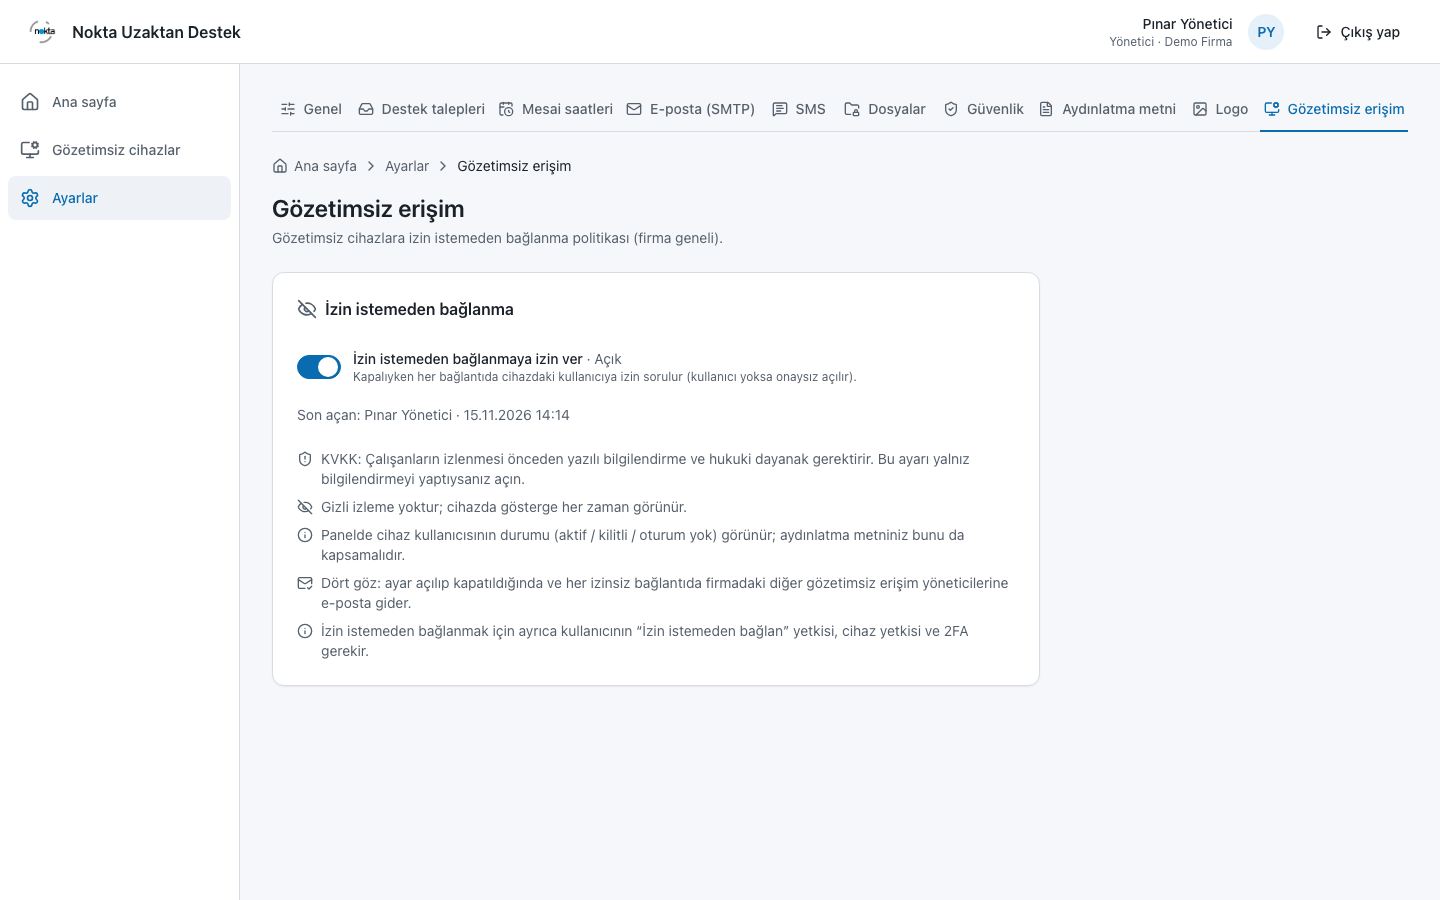 nokta
Nokta Uzaktan Destek
Pınar Yönetici
Yönetici · Demo Firma
PY
Çıkış yap
Ana sayfa
Gözetimsiz cihazlar
Ayarlar
Genel
Destek talepleri
Mesai saatleri
E-posta (SMTP)
SMS
Dosyalar
Güvenlik
Aydınlatma metni
Logo
Gözetimsiz erişim
Ana sayfa > Ayarlar > Gözetimsiz erişim
Gözetimsiz erişim
Gözetimsiz cihazlara izin istemeden bağlanma politikası (firma geneli).
İzin istemeden bağlanma
İzin istemeden bağlanmaya izin ver · Açık
Kapalıyken her bağlantıda cihazdaki kullanıcıya izin sorulur (kullanıcı yoksa onaysız açılır).
Son açan: Pınar Yönetici · 15.11.2026 14:14
KVKK: Çalışanların izlenmesi önceden yazılı bilgilendirme ve hukuki dayanak gerektirir. Bu ayarı yalnız
bilgilendirmeyi yaptıysanız açın.
Gizli izleme yoktur; cihazda gösterge her zaman görünür.
Panelde cihaz kullanıcısının durumu (aktif / kilitli / oturum yok) görünür; aydınlatma metniniz bunu da
kapsamalıdır.
Dört göz: ayar açılıp kapatıldığında ve her izinsiz bağlantıda firmadaki diğer gözetimsiz erişim yöneticilerine
e-posta gider.
İzin istemeden bağlanmak için ayrıca kullanıcının “İzin istemeden bağlan” yetkisi, cihaz yetkisi ve 2FA
gerekir.